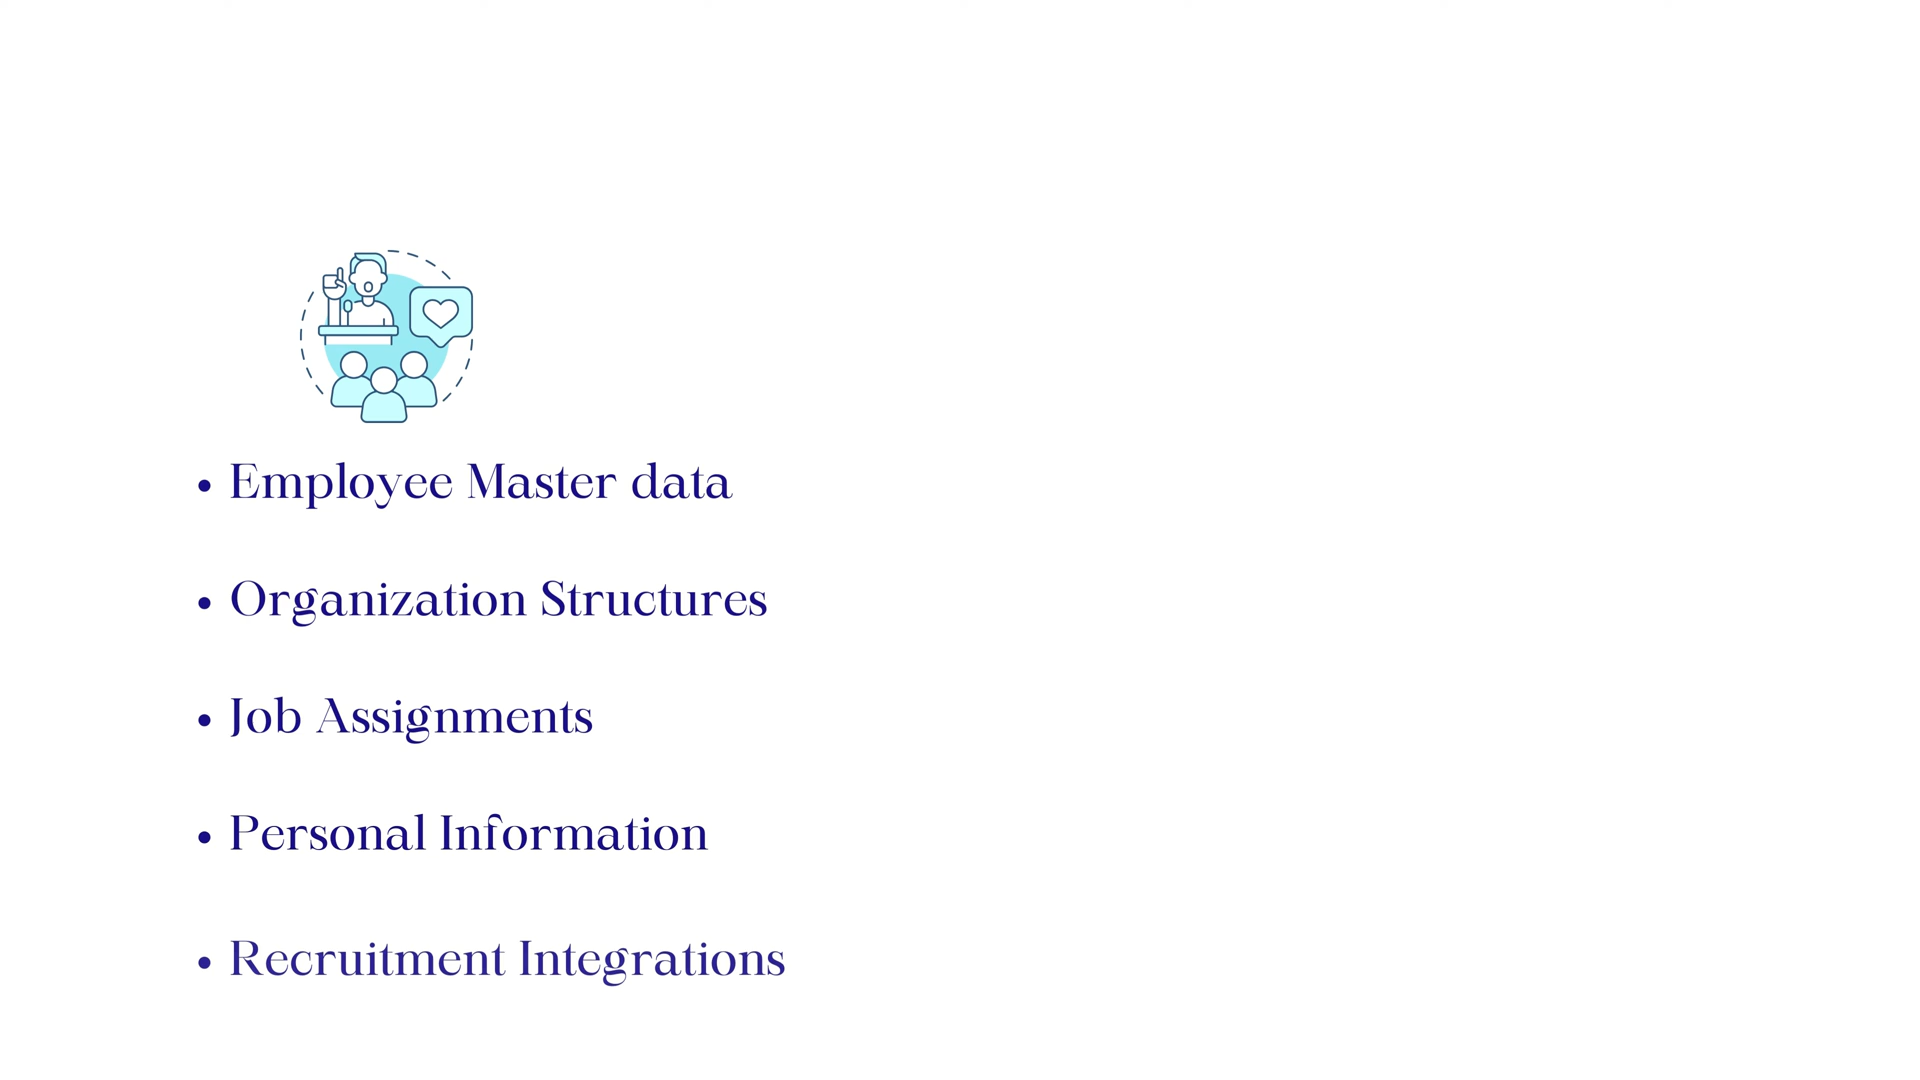 • Employee Master data
• Organization Structures
• Job Assignments
• Personal Information
• Recruitment Integrations